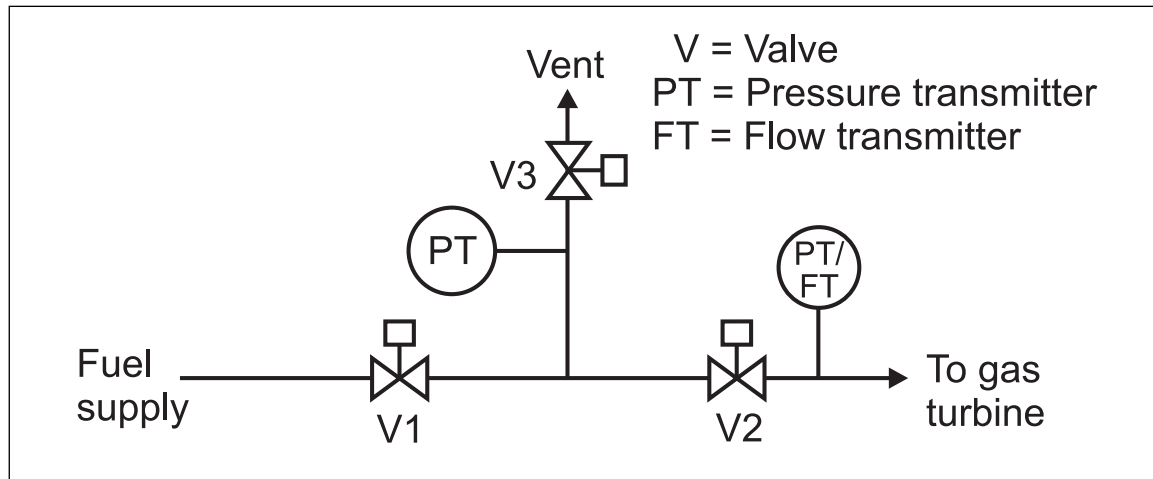 Vent
V = Valve
PT = Pressure transmitter
FT = Flow transmitter
V3
PT
PT/
FT
Fuel
supply
V1
V2
To gas
turbine